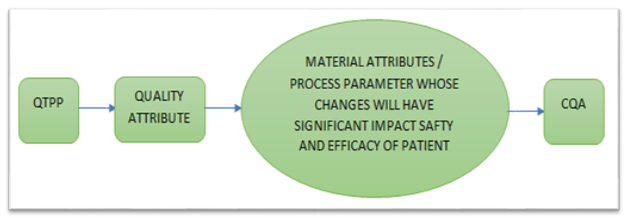 QTPP
QUALITY
ATTRIBUTE
MATERIAL ATTRIBUTES /
PROCESS PARAMETER WHOSE
CHANGES WILL HAVE
SIGNIFICANT IMPACT SAFTY
AND EFFICACY OF PATIENT
CQA